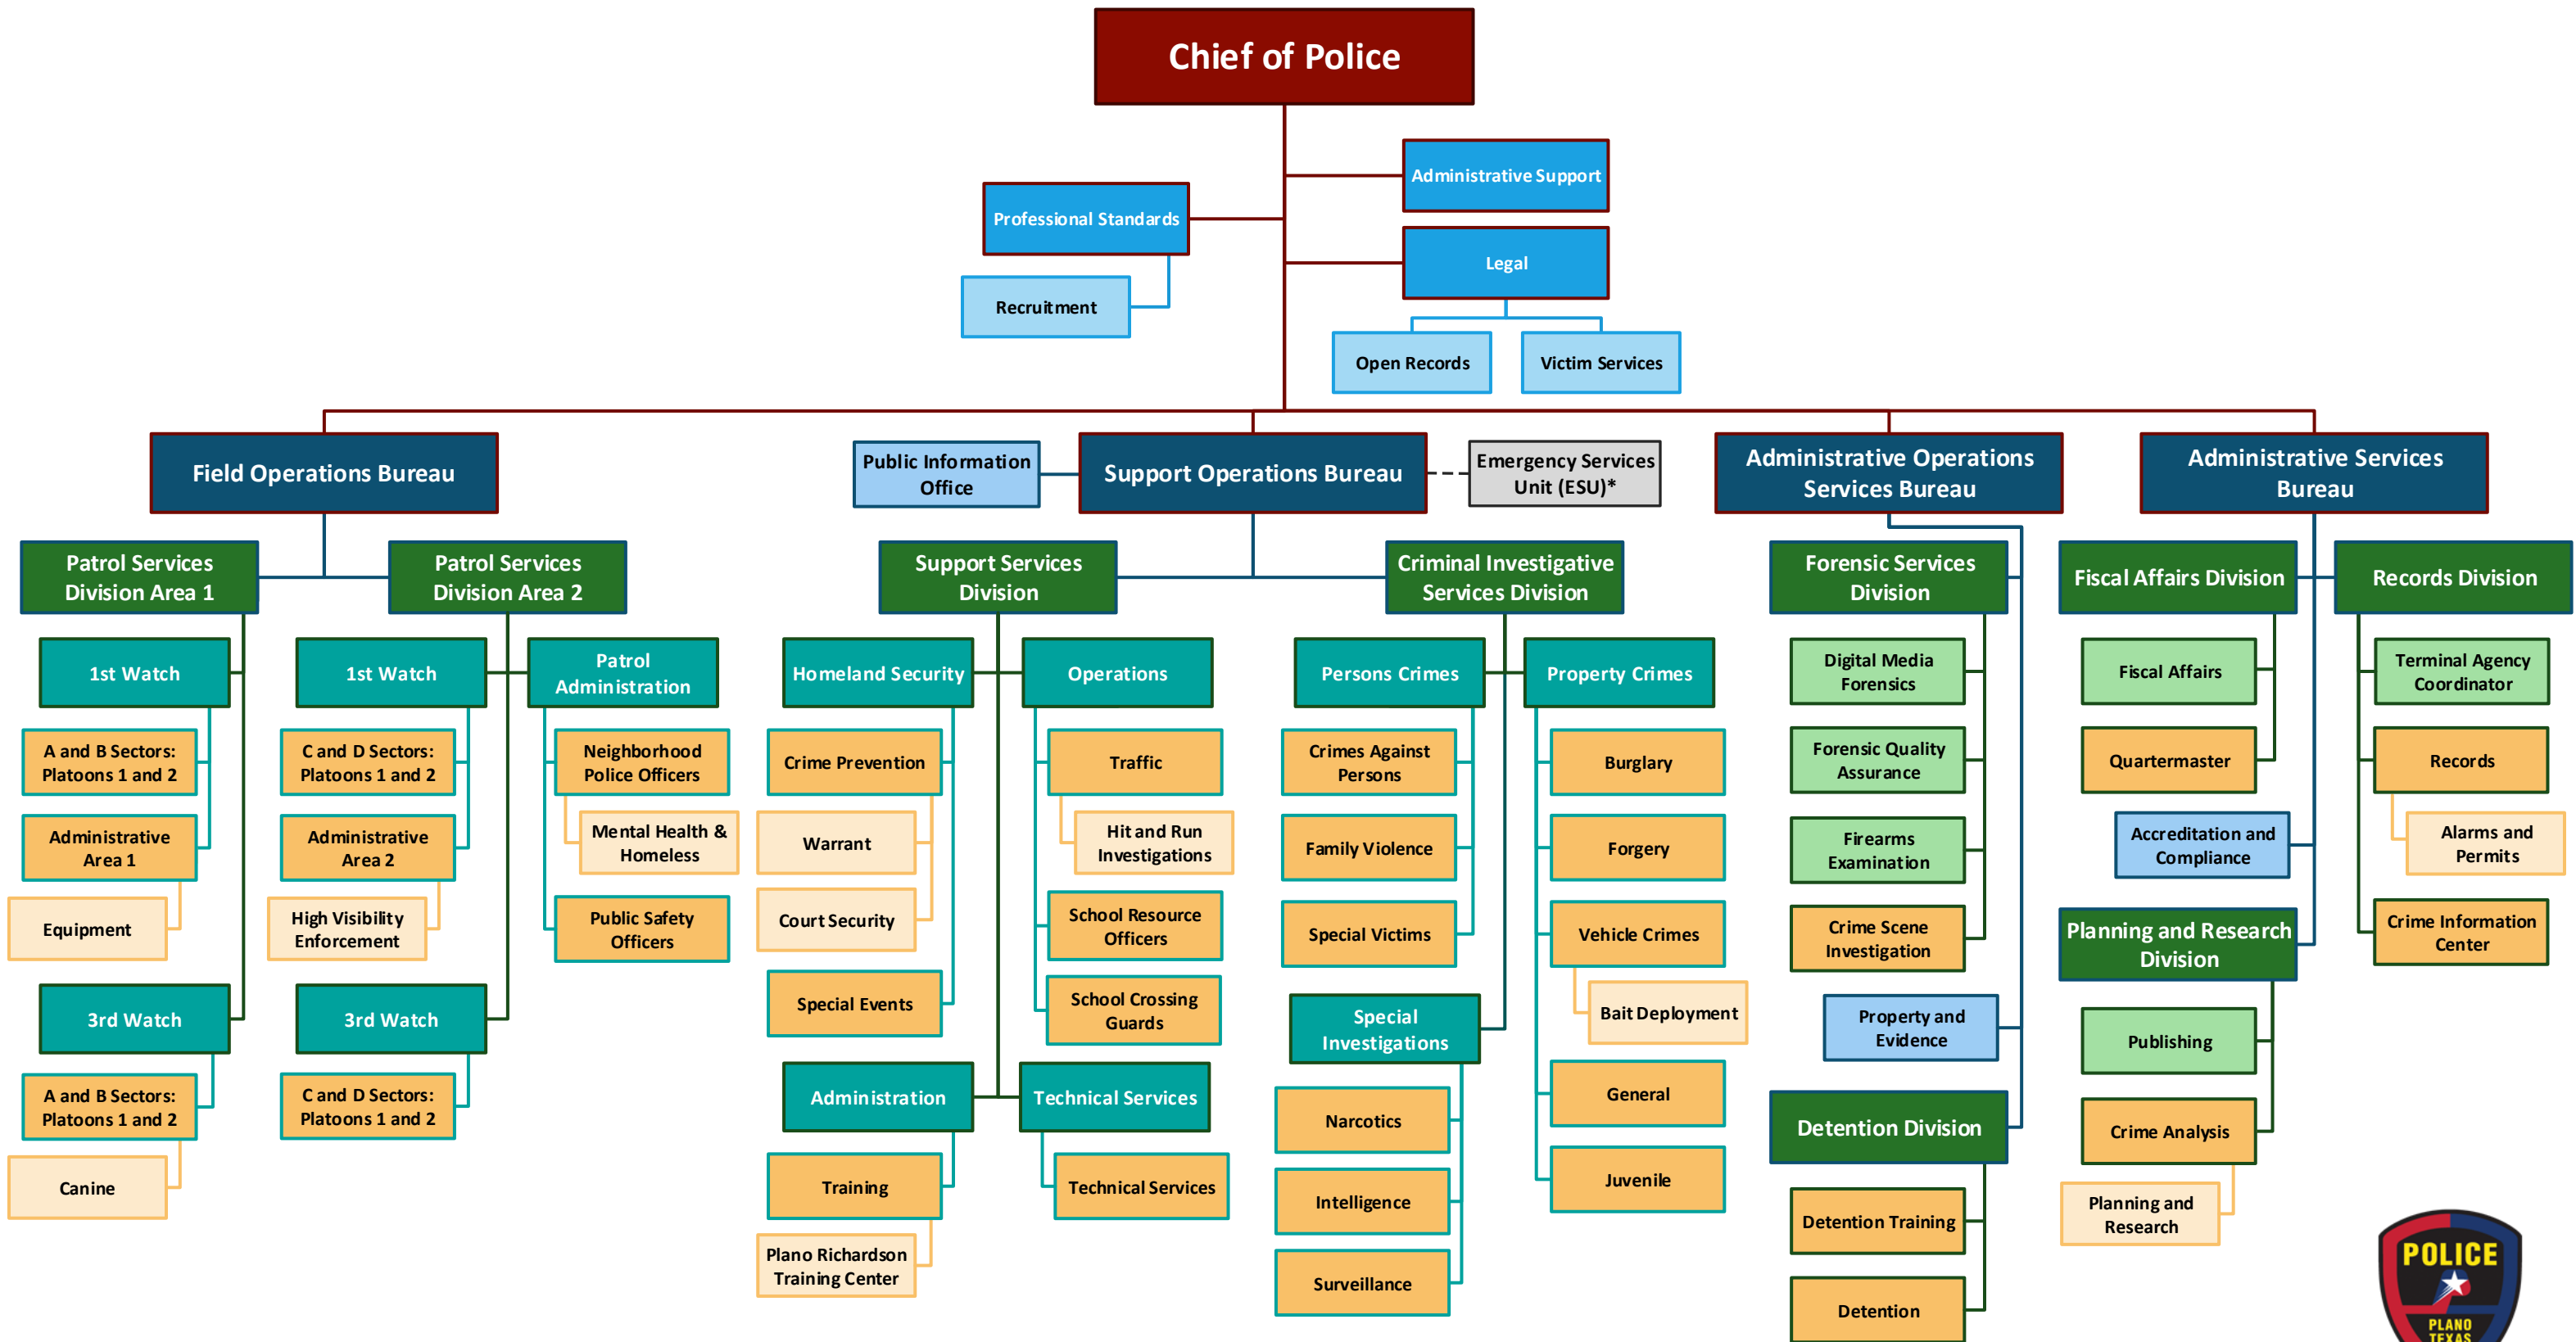 Chief of Police
Administrative Support
Professional Standards
Legal
Recruitment
Open Records
Victim Services
Field Operations Bureau
Public Information
Office
Support Operations Bureau
Emergency Services
Unit (ESU)*
Administrative Operations
Services Bureau
Administrative Services
Bureau
Patrol Services
Division Area 1
Patrol Services
Division Area 2
Support Services
Division
Criminal Investigative
Services Division
Forensic Services
Division
Fiscal Affairs Division
Records Division
1st Watch
A and B Sectors:
Platoons 1 and 2
Administrative
Area 1
Equipment
3rd Watch
A and B Sectors:
Platoons 1 and 2
Canine
1st Watch
C and D Sectors:
Platoons 1 and 2
Administrative
Area 2
High Visibility
Enforcement
3rd Watch
C and D Sectors:
Platoons 1 and 2
Patrol
Administration
Neighborhood
Police Officers
Mental Health &
Homeless
Public Safety
Officers
Homeland Security
Crime Prevention
Warrant
Court Security
Special Events
Operations
Traffic
Hit and Run
Investigations
School Resource
Officers
School Crossing
Guards
Administration
Training
Plano Richardson
Training Center
Technical Services
Technical Services
Persons Crimes
Crimes Against
Persons
Family Violence
Special Victims
Special
Investigations
Narcotics
Intelligence
Surveillance
Property Crimes
Burglary
Forgery
Vehicle Crimes
Bait Deployment
General
Juvenile
Digital Media
Forensics
Forensic Quality
Assurance
Firearms
Examination
Crime Scene
Investigation
Property and
Evidence
Detention Division
Detention Training
Detention
Fiscal Affairs
Quartermaster
Accreditation and
Compliance
Planning and Research
Division
Publishing
Crime Analysis
Planning and
Research
Terminal Agency
Coordinator
Records
Alarms and
Permits
Crime Information
Center
POLICE
PLANO
TEXAS